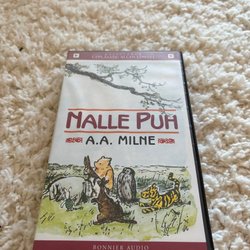 NALLE PUH
A.A. MILNE
BONNIER AUDIO